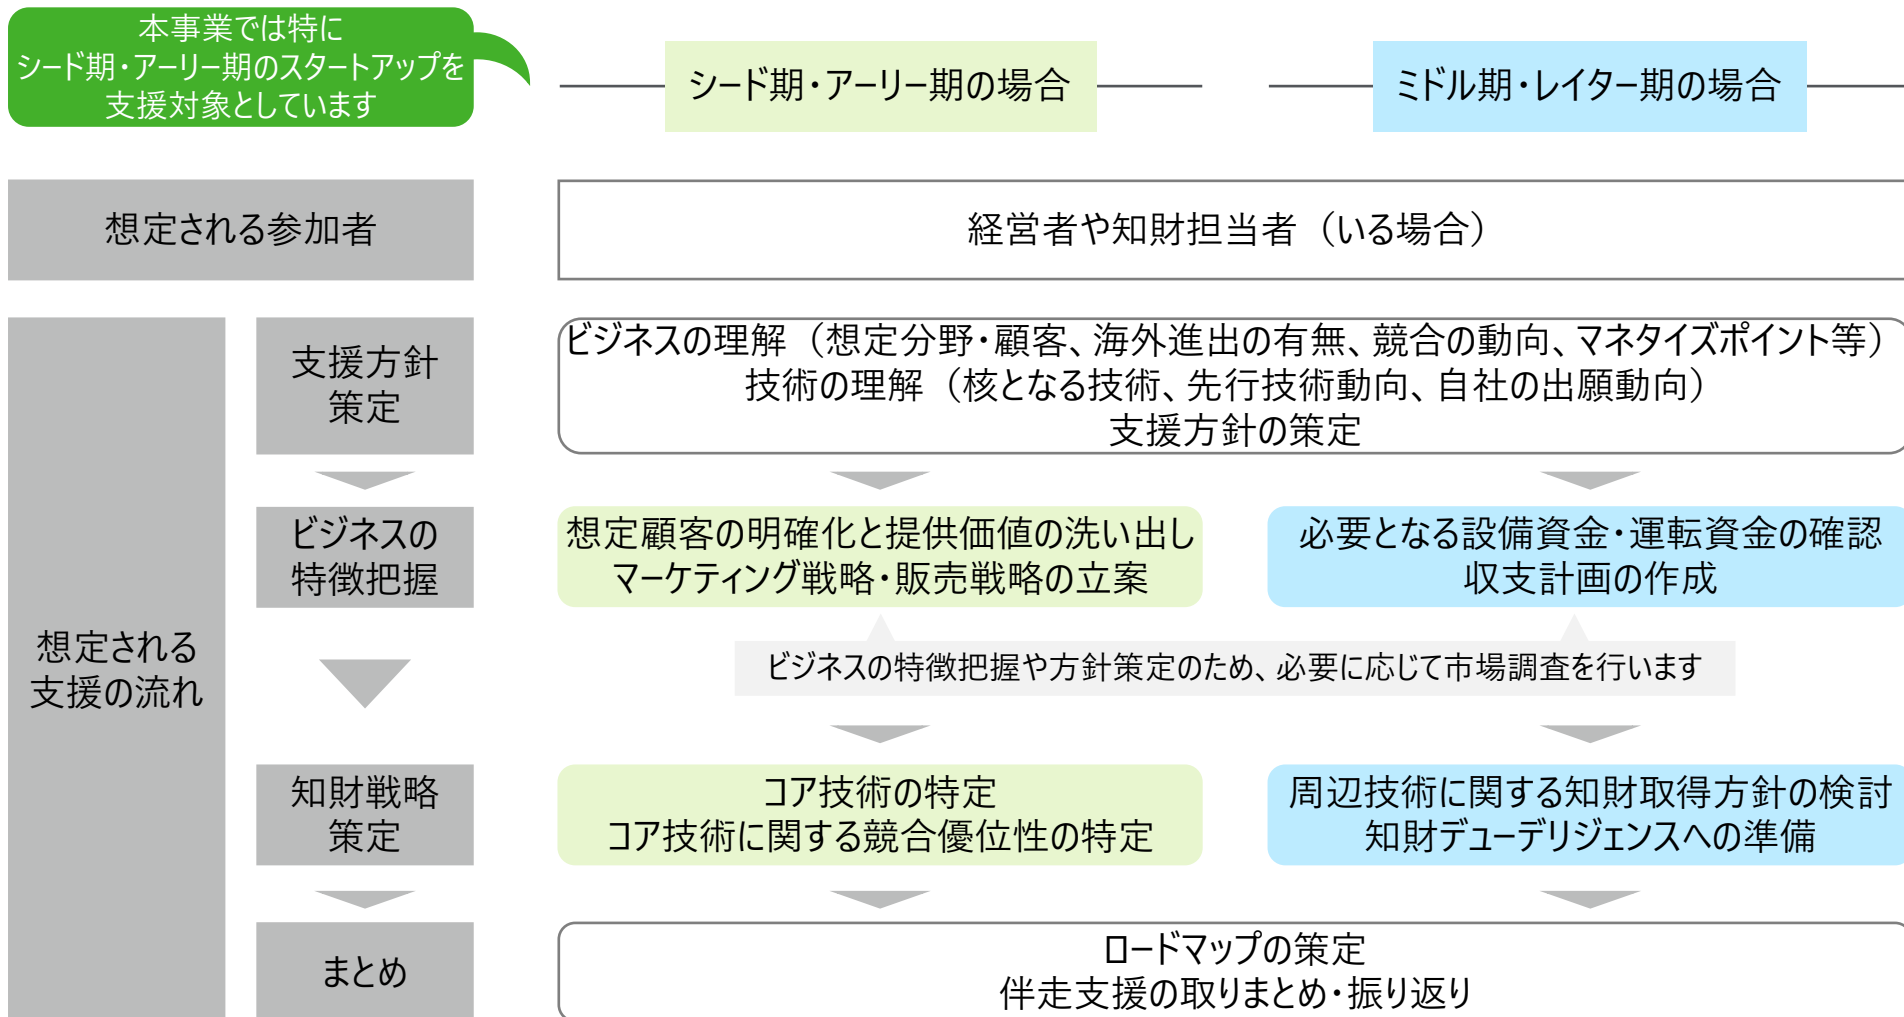 本事業では特に
シード期・アーリー期のスタートアップを
支援対象としています
シード期・アーリー期の場合
ミドル期・レイター期の場合
想定される参加者
経営者や知財担当者（いる場合）
想定される
支援の流れ
支援方針
策定
ビジネスの理解（想定分野・顧客、海外進出の有無、競合の動向、マネタイズポイント等）
技術の理解（核となる技術、先行技術動向、自社の出願動向）
支援方針の策定
ビジネスの
特徴把握
想定顧客の明確化と提供価値の洗い出し
マーケティング戦略・販売戦略の立案
必要となる設備資金・運転資金の確認
収支計画の作成
ビジネスの特徴把握や方針策定のため、必要に応じて市場調査を行います
知財戦略
策定
コア技術の特定
コア技術に関する競合優位性の特定
周辺技術に関する知財取得方針の検討
知財デューデリジェンスへの準備
まとめ
ロードマップの策定
伴走支援の取りまとめ・振り返り